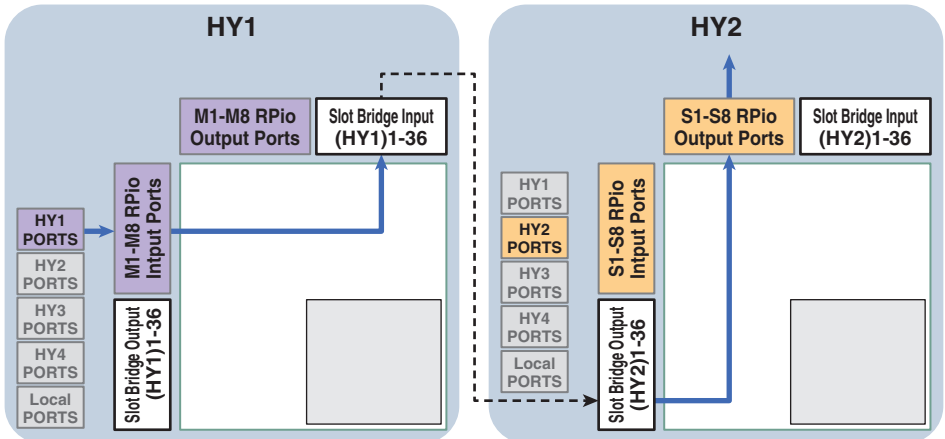 HY1
M1-M8 RPio
Output Ports
Slot Bridge Input
(HY1)1-36
M1-M8 RPio
Intput Ports
HY1
PORTS
HY2
PORTS
HY3
PORTS
HY4
PORTS
Local
PORTS
Slot Bridge Output
(HY1)1-36
HY2
S1-S8 RPio
Output Ports
Slot Bridge Input
(HY2)1-36
S1-S8 RPio
Intput Ports
HY1
PORTS
HY2
PORTS
HY3
PORTS
HY4
PORTS
Local
PORTS
Slot Bridge Output
(HY2)1-36